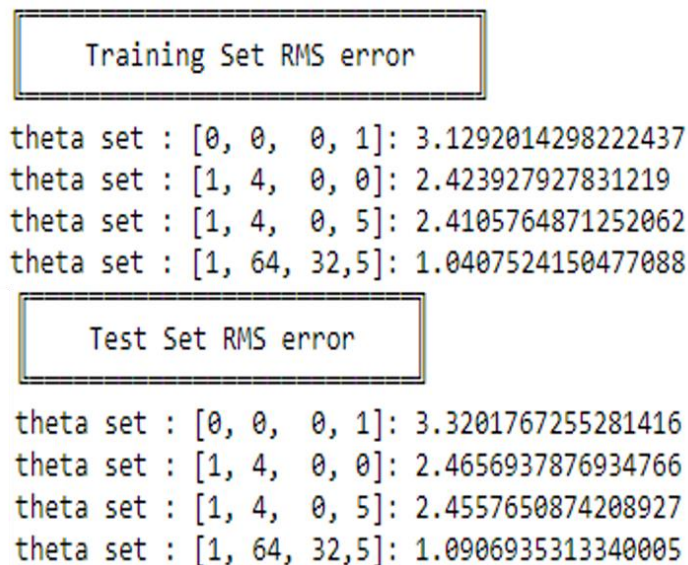 Training Set RMS error
theta set : [0, 0,  0, 1]: 3.1292014298222437
theta set : [1, 4,  0, 0]: 2.423927927831219
theta set : [1, 4,  0, 5]: 2.4105764871252062
theta set : [1, 64, 32,5]: 1.0407524150477088
Test Set RMS error
theta set : [0, 0,  0, 1]: 3.3201767255281416
theta set : [1, 4,  0, 0]: 2.4656937876934766
theta set : [1, 4,  0, 5]: 2.4557650874208927
theta set : [1, 64, 32,5]: 1.0906935313340005